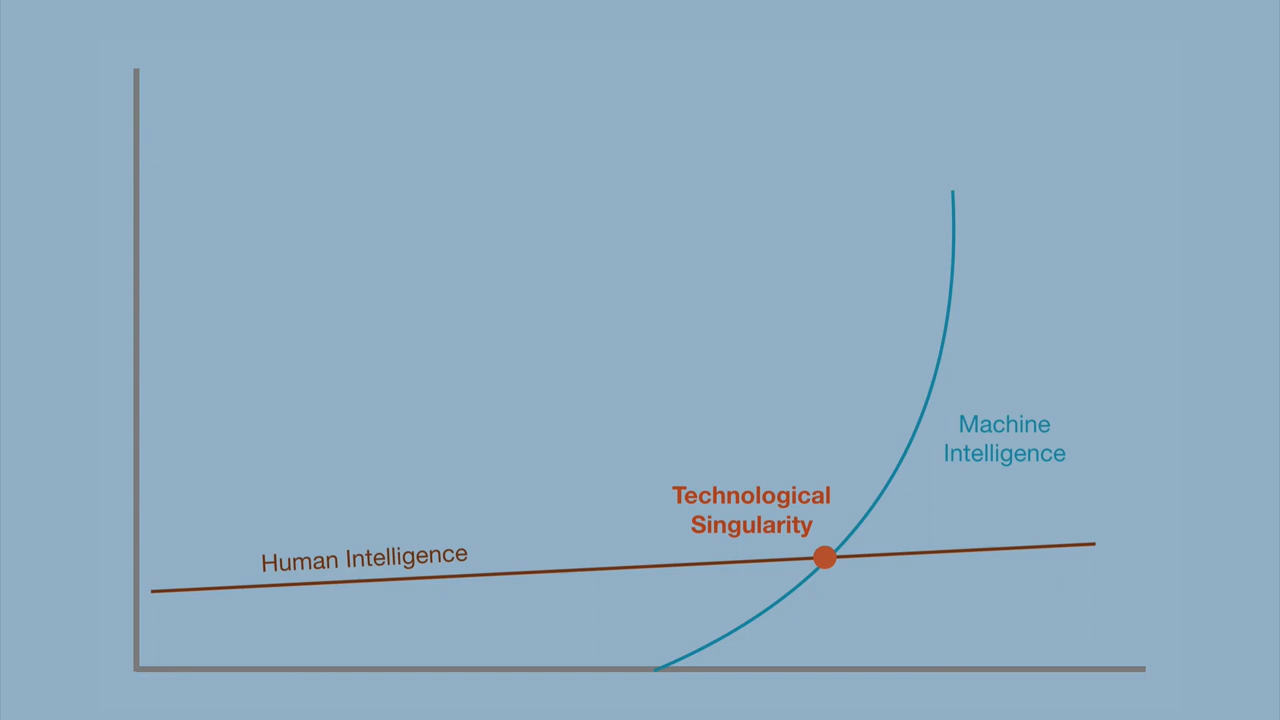 Machine
Intelligence
Technological
Singularity
Human Intelligence